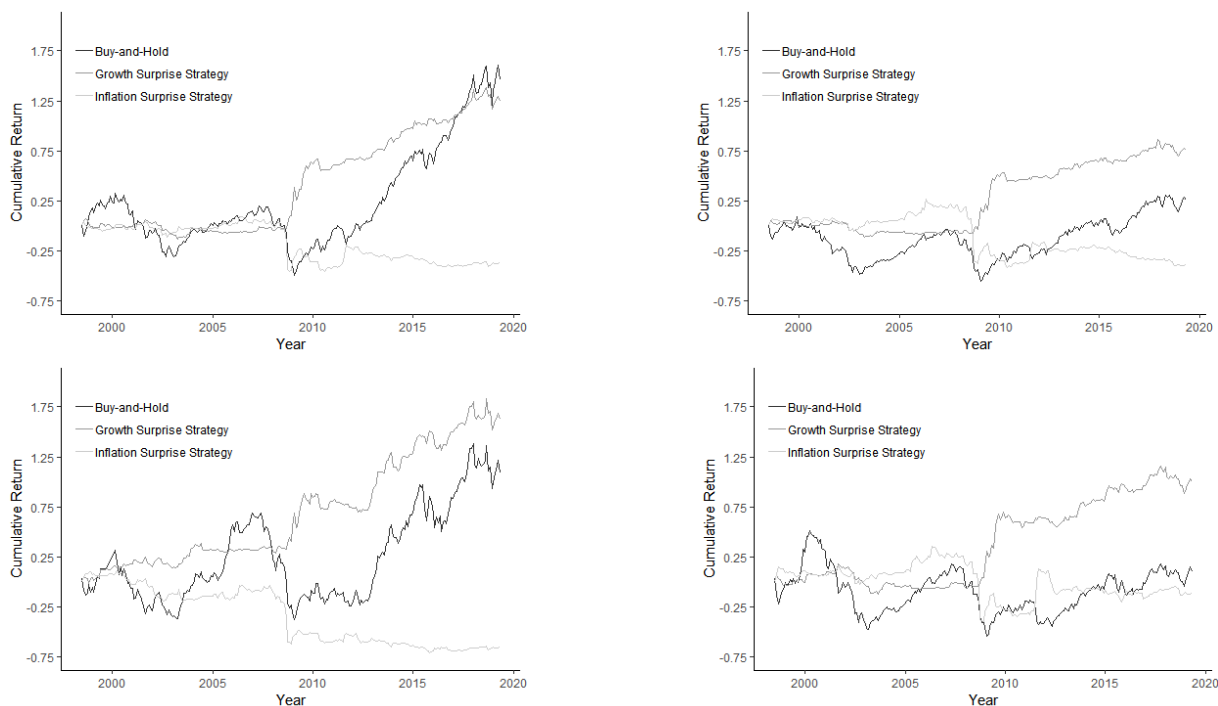 1.75
1.25
0.75
0.25
-0.25
-0.75
Cumulative Return
Buy-and-Hold
Growth Surprise Strategy
Inflation Surprise Strategy
2000 2005 2010 2015 2020
Year
1.75
1.25
0.75
0.25
-0.25
-0.75
Cumulative Return
Buy-and-Hold
Growth Surprise Strategy
Inflation Surprise Strategy
2000 2005 2010 2015 2020
Year
1.75
1.25
0.75
0.25
-0.25
-0.75
Cumulative Return
Buy-and-Hold
Growth Surprise Strategy
Inflation Surprise Strategy
2000 2005 2010 2015 2020
Year
1.75
1.25
0.75
0.25
-0.25
-0.75
Cumulative Return
Buy-and-Hold
Growth Surprise Strategy
Inflation Surprise Strategy
2000 2005 2010 2015 2020
Year